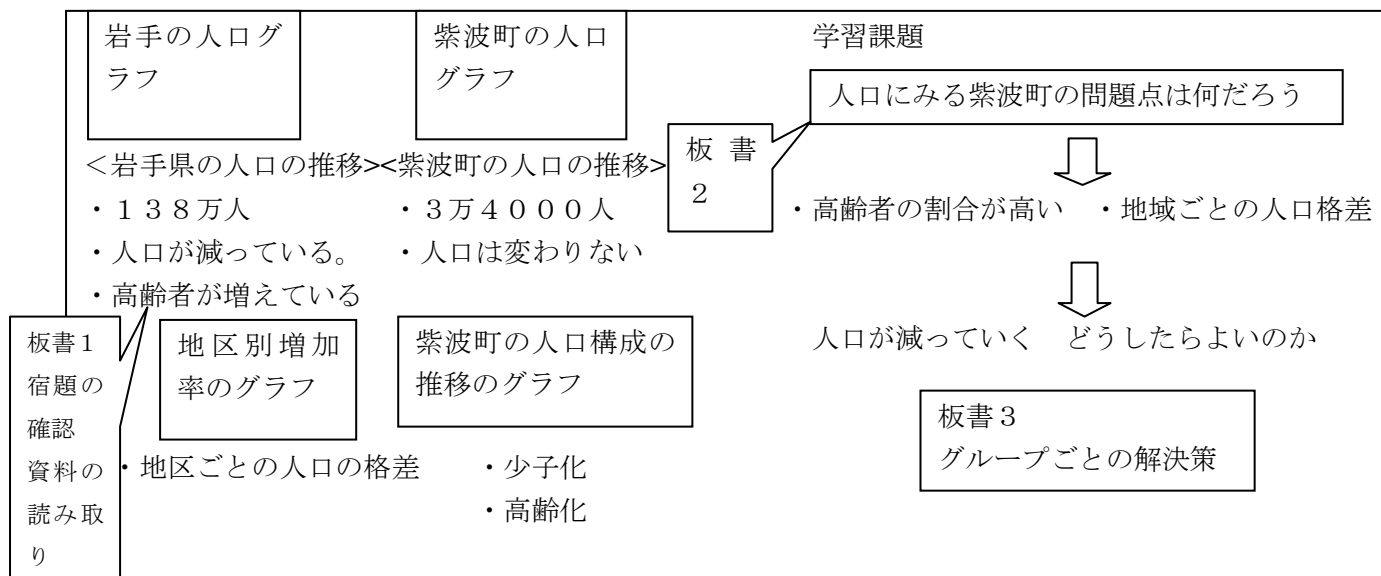 岩手の人口グ
ラフ
紫波町の人口
グラフ
学習課題
人口にみる紫波町の問題点は何だろう
板書
２
＜岩手県の人口の推移＞
・１３８万人
・人口が減っている。
・高齢者が増えている
＜紫波町の人口の推移＞
・３万４０００人
・人口は変わりない
・高齢者の割合が高い　・地域ごとの人口格差
人口が減っていく　どうしたらよいのか
板書１
宿題の
確認
資料の
読み取
り
地区別増加
率のグラフ
紫波町の人口構成の
推移のグラフ
・地区ごとの人口の格差
・少子化
・高齢化
板書３
グループごとの解決策